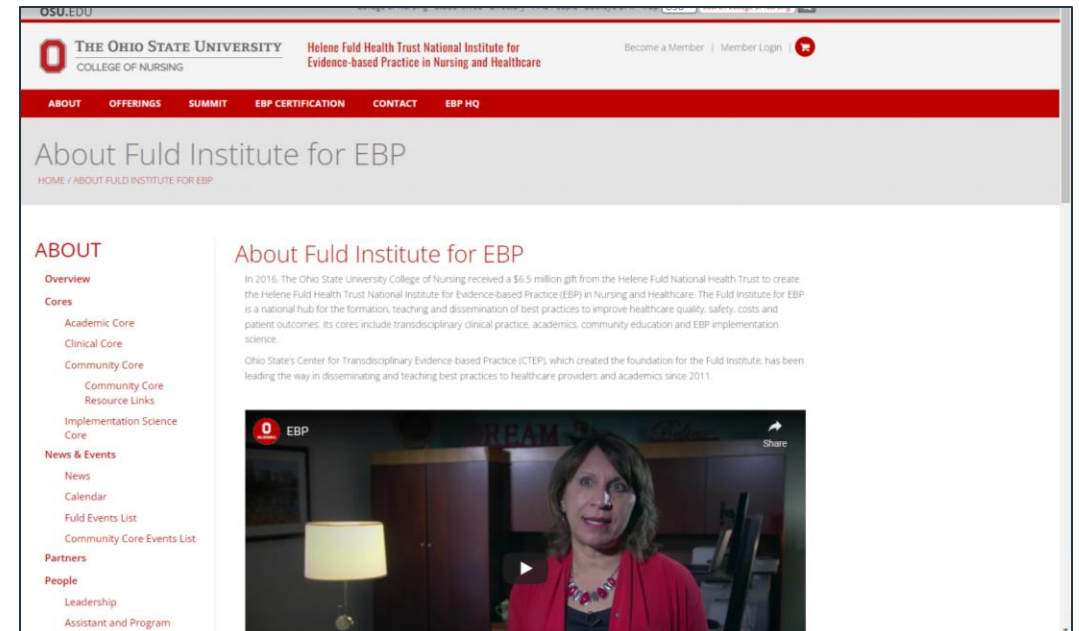 OSU.EDU
THE OHIO STATE UNIVERSITY
COLLEGE OF NURSING
Helene Fuld Health Trust National Institute for
Evidence-based Practice in Nursing and Healthcare
Become a Member | Member Login |
ABOUT OFFERINGS SUMMIT EBP CERTIFICATION CONTACT EBP HQ
About Fuld Institute for EBP
HOME / ABOUT FULD INSTITUTE FOR EBP
ABOUT
Overview
Cores
Academic Core
Clinical Core
Community Core
Community Core
Resource Links
Implementation Science
Core
News & Events
News
Calendar
Fuld Events List
Community Core Events List
Partners
People
Leadership
Assistant and Program
About Fuld Institute for EBP
In 2016, The Ohio State University College of Nursing received a $6.5 million gift from the Helene Fuld National Health Trust to create
the Helene Fuld Health Trust National Institute for Evidence-based Practice (EBP) in Nursing and Healthcare. The Fuld Institute for EBP
is a national hub for the formation, teaching and dissemination of best practices to improve healthcare quality, safety, costs and
patient outcomes. Its cores include transdisciplinary clinical practice, academics, community education and EBP implementation
science.
Ohio State's Center for Transdisciplinary Evidence-based Practice (CTEP), which created the foundation for the Fuld Institute, has been
leading the way in disseminating and teaching best practices to healthcare providers and academics since 2011.
EBP
Share
DREAM
Believe